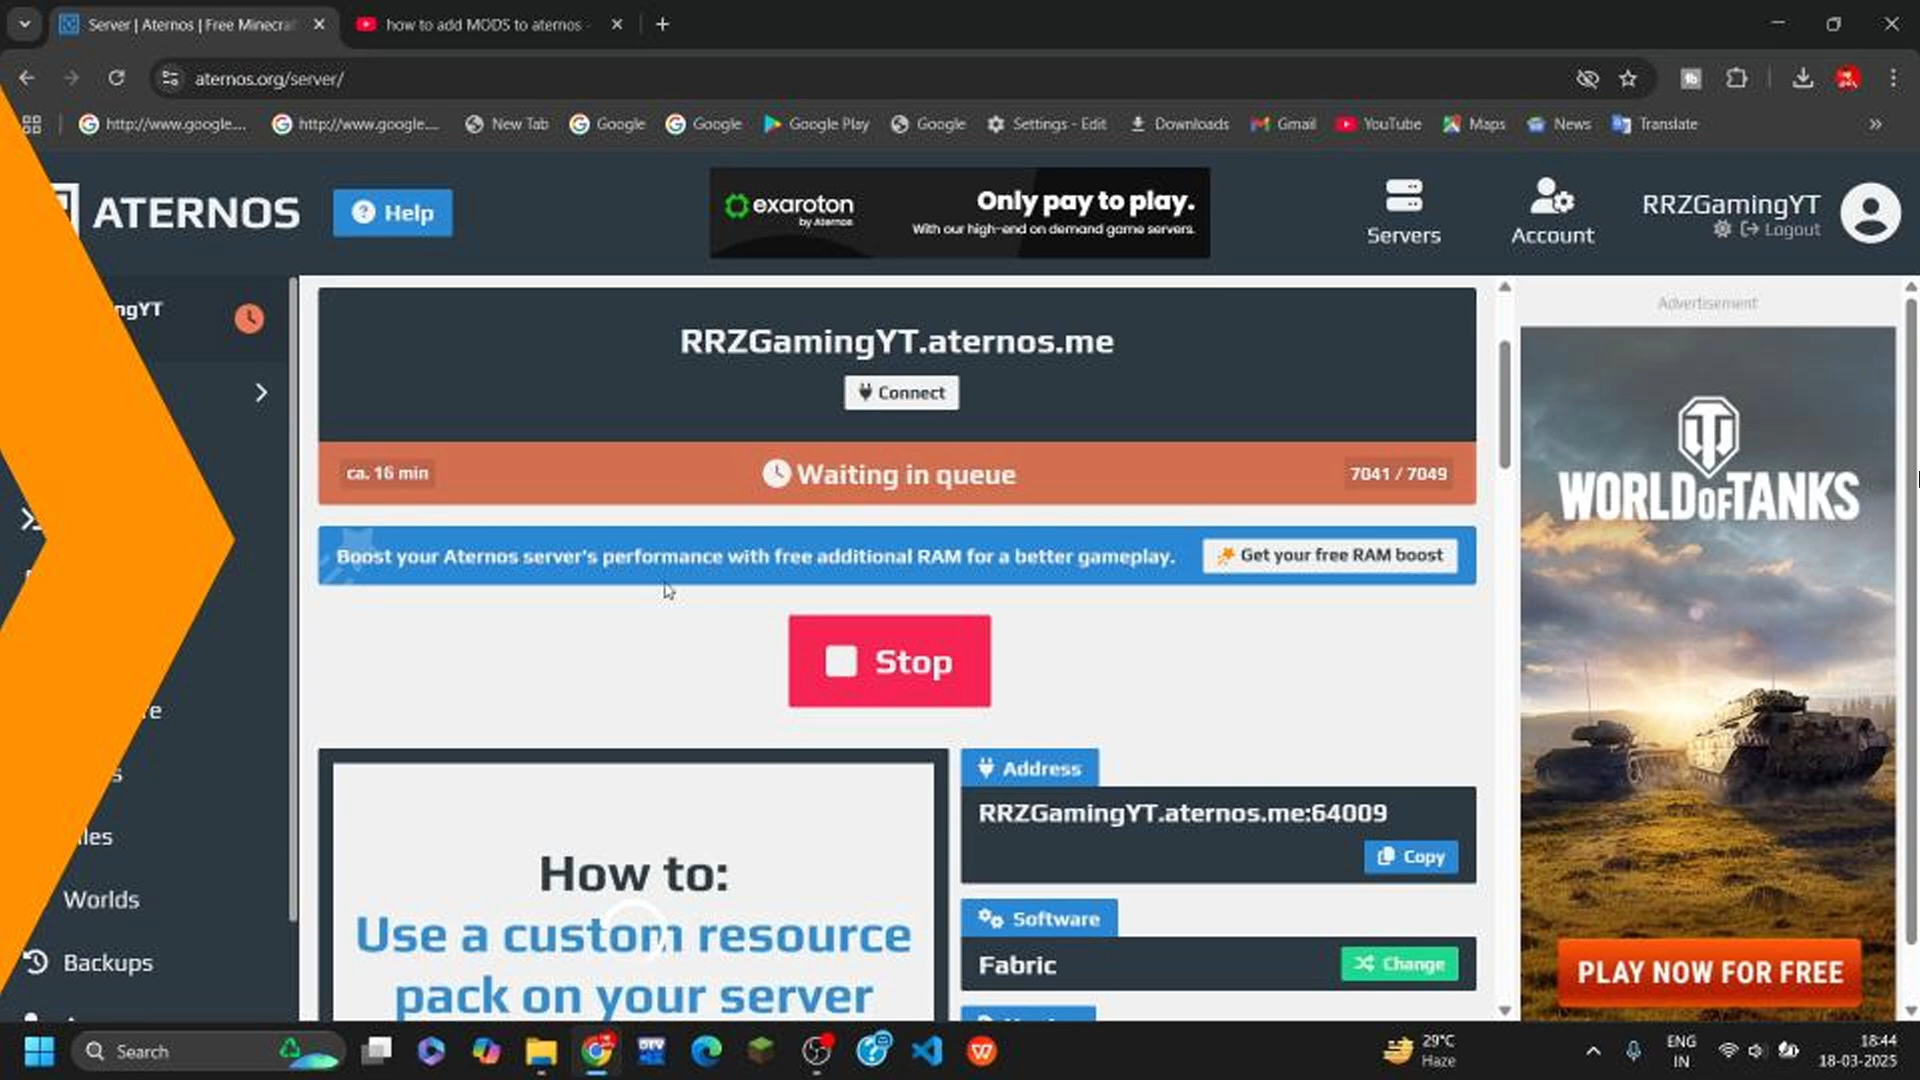 Server | Aternos | Free Minecra
how to add MODS to aternos -
aternos.org/server/
http://www.google....
http://www.google....
New Tab
Google
Google
Google Play
Google
Settings - Edit
Downloads
Gmail
YouTube
Maps
News
Translate
ATERNOS
Help
exaroton
by Aternos
Only pay to play.
With our high-end on demand game servers.
Servers
Account
RRZGamingYT
Logout
ngYT
RRZGamingYT.aternos.me
Connect
ca. 16 min
Waiting in queue
7041 / 7049
Boost your Aternos server's performance with free additional RAM for a better gameplay.
Get your free RAM boost
Stop
re
s
les
Worlds
Backups
How to:
Use a custom resource
pack on your server
Address
RRZGamingYT.aternos.me:64009
Copy
Software
Fabric
Change
Advertisement
WORLD OF TANKS
PLAY NOW FOR FREE
Search
29°C
Haze
ENG
IN
18:44
18-03-2025